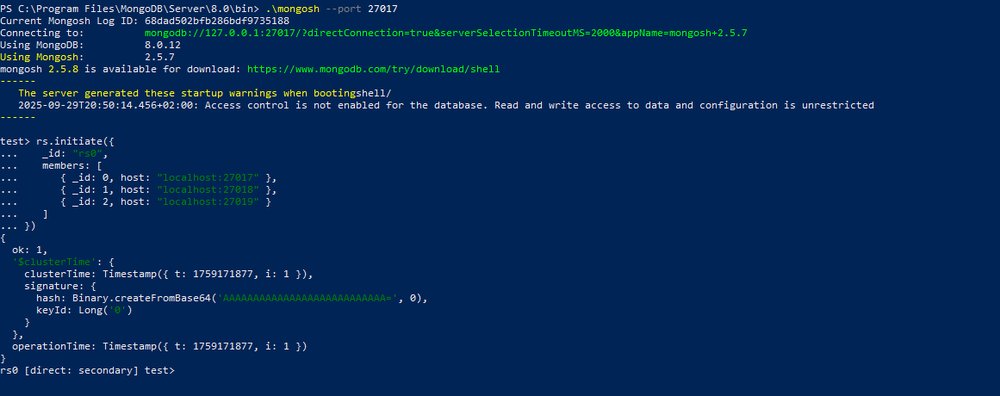 PS C:\Program Files\MongoDB\Server\8.0\bin> .\mongosh --port 27017
Current Mongosh Log ID: 68dad502bfb286bdf9735188
Connecting to:          mongodb://127.0.0.1:27017/?directConnection=true&serverSelectionTimeoutMS=2000&appName=mongosh+2.5.7
Using MongoDB:          8.0.12
Using Mongosh:          2.5.7
mongosh 2.5.8 is available for download: https://www.mongodb.com/try/download/shell
------
   The server generated these startup warnings when bootingshell/
   2025-09-29T20:50:14.456+02:00: Access control is not enabled for the database. Read and write access to data and configuration is unrestricted
------
test> rs.initiate({
...    _id: "rs0",
...    members: [
...       { _id: 0, host: "localhost:27017" },
...       { _id: 1, host: "localhost:27018" },
...       { _id: 2, host: "localhost:27019" }
...    ]
... })
{
  ok: 1,
  '$clusterTime': {
    clusterTime: Timestamp({ t: 1759171877, i: 1 }),
    signature: {
      hash: Binary.createFromBase64('AAAAAAAAAAAAAAAAAAAAAAAAAAA=', 0),
      keyId: Long('0')
    }
  },
  operationTime: Timestamp({ t: 1759171877, i: 1 })
}
rs0 [direct: secondary] test>